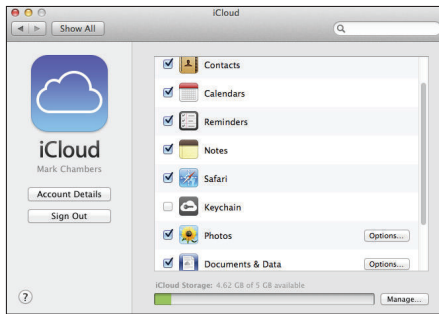 iCloud
Show All
Contacts
Calendars
Reminders
iCloud
Notes
Mark Chambers
Safari
Account Details
Sign Out
Keychain
Photos
Options...
Documents & Data
Options...
iCloud Storage: 4.62 GB of 5 GB available
?
Manage...